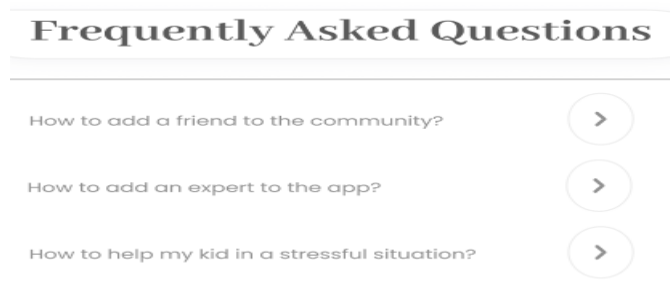 Frequently Asked Questions
How to add a friend to the community?
How to add an expert to the app?
How to help my kid in a stressful situation?